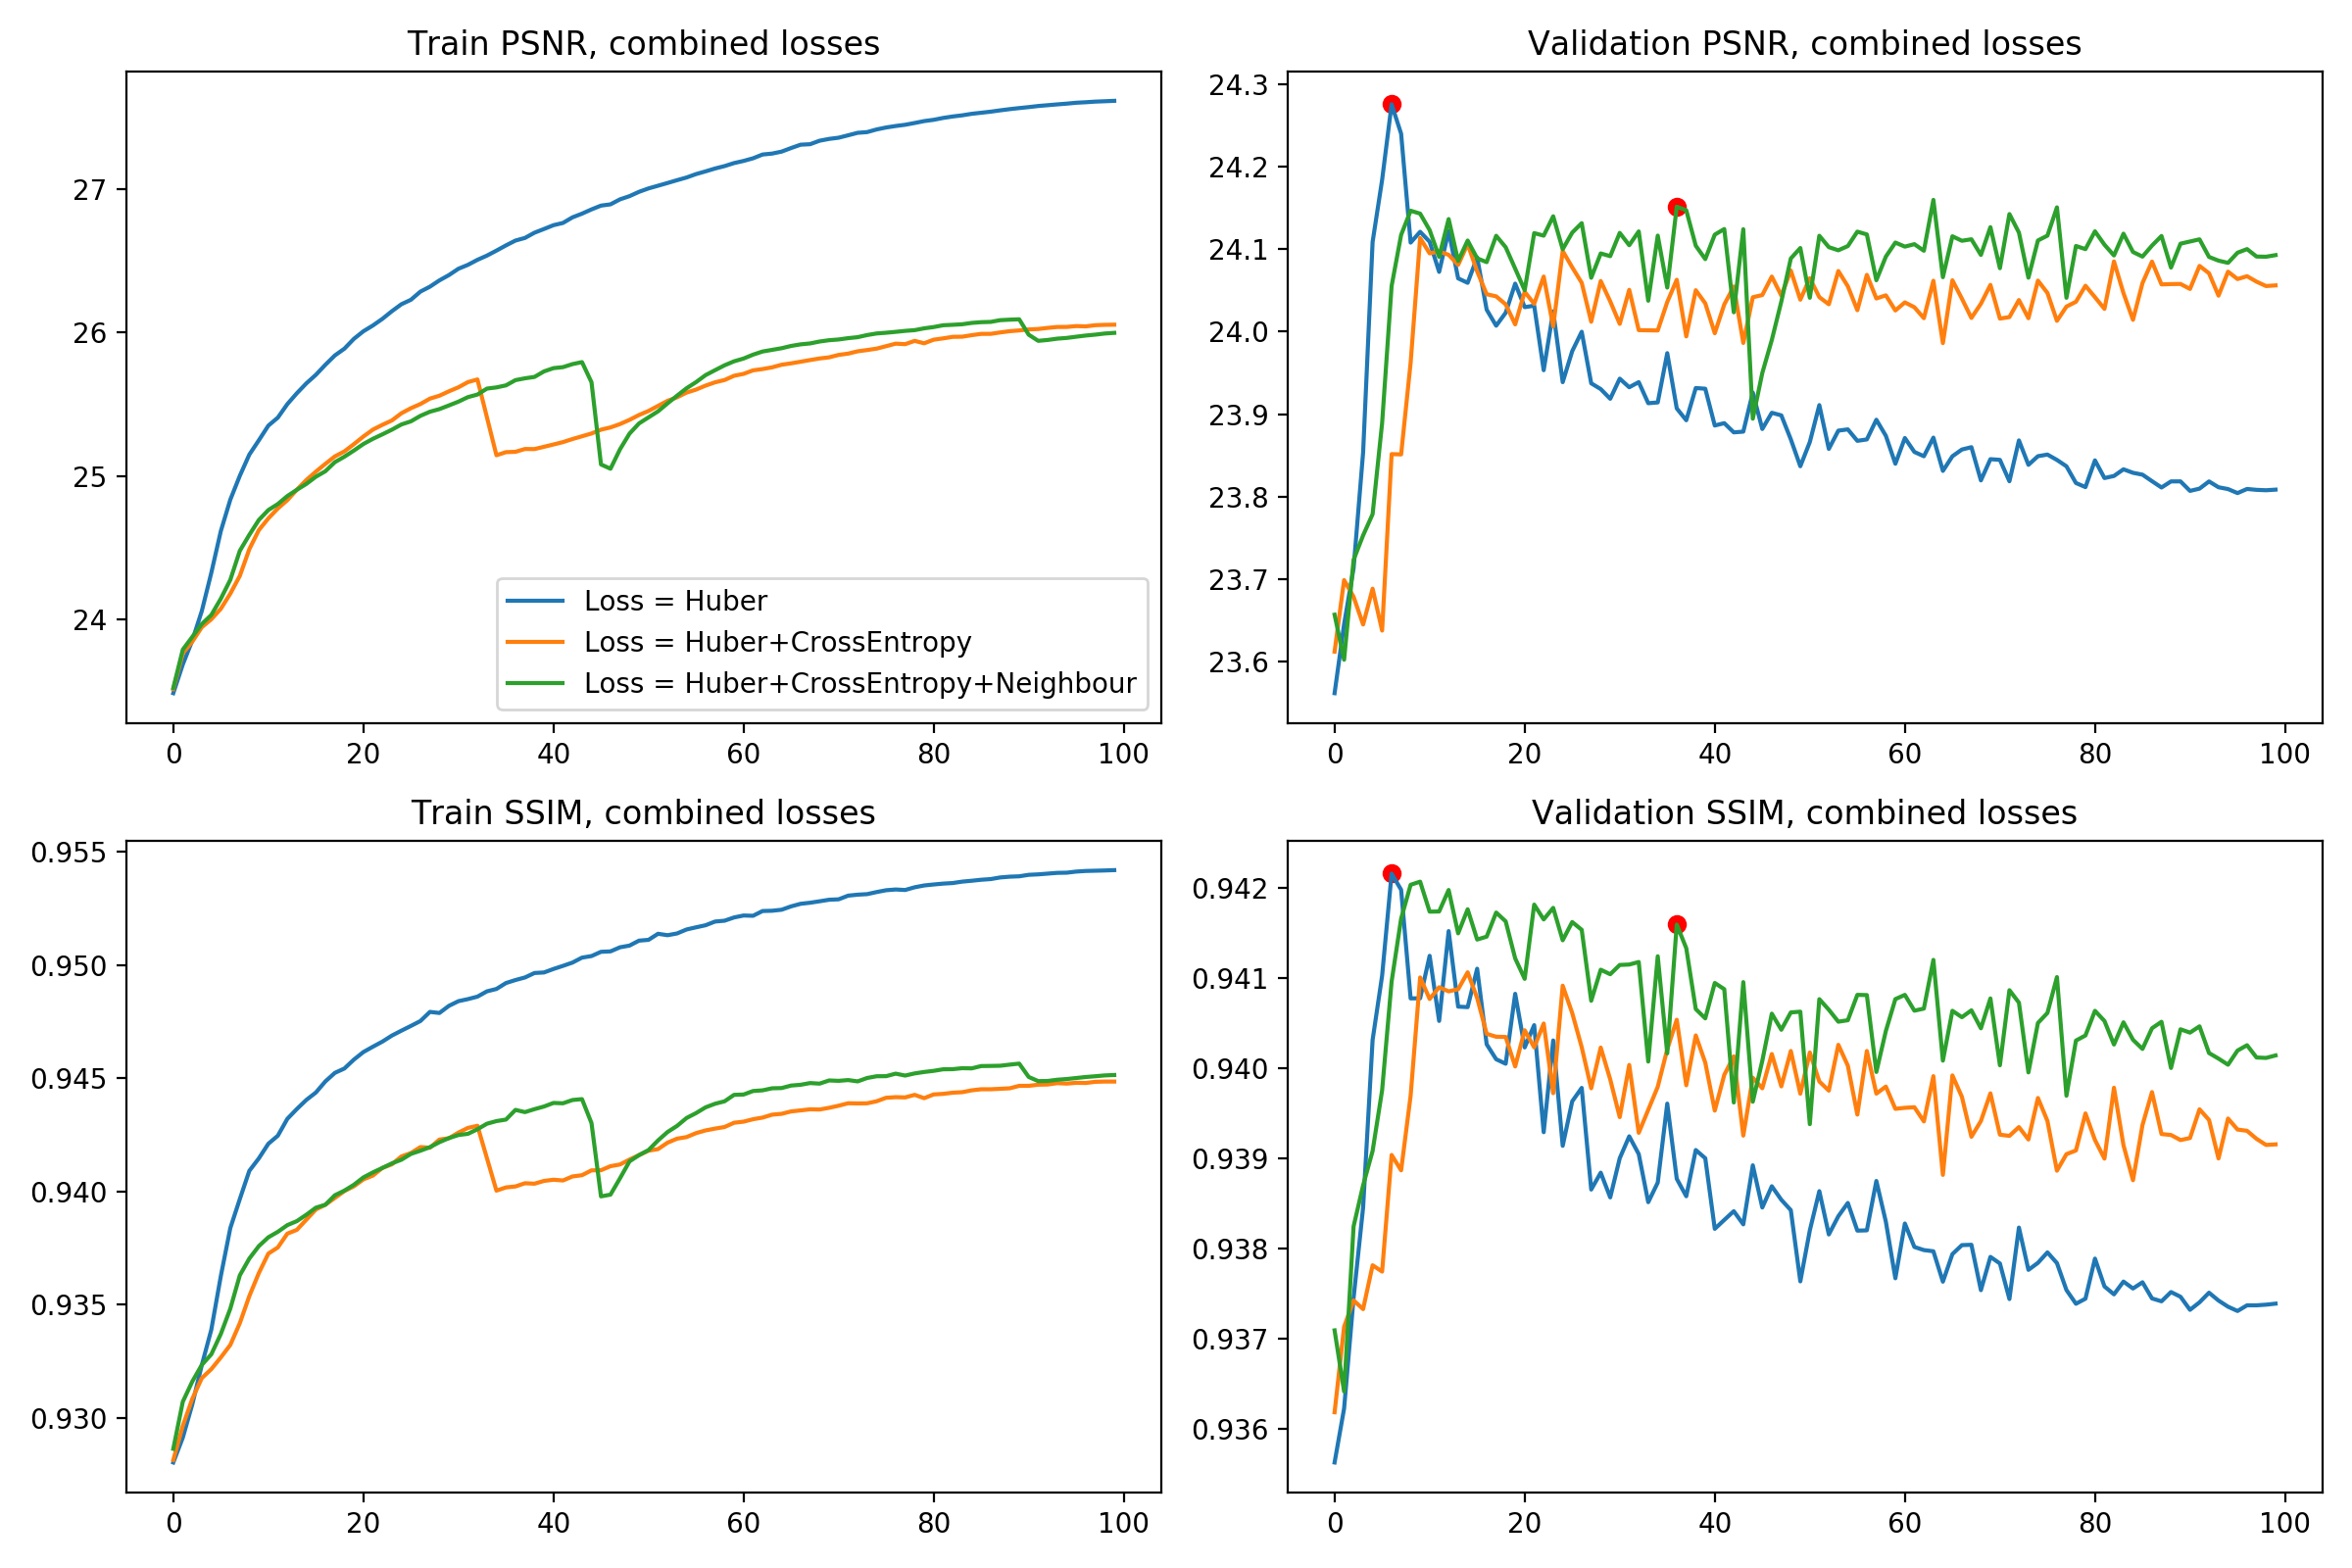 Train PSNR, combined losses
27
26
25
24
0 20 40 60 80 100
Loss = Huber
Loss = Huber+CrossEntropy
Loss = Huber+CrossEntropy+Neighbour
Validation PSNR, combined losses
24.3
24.2
24.1
24.0
23.9
23.8
23.7
23.6
0 20 40 60 80 100
Train SSIM, combined losses
0.955
0.950
0.945
0.940
0.935
0.930
0 20 40 60 80 100
Validation SSIM, combined losses
0.942
0.941
0.940
0.939
0.938
0.937
0.936
0 20 40 60 80 100